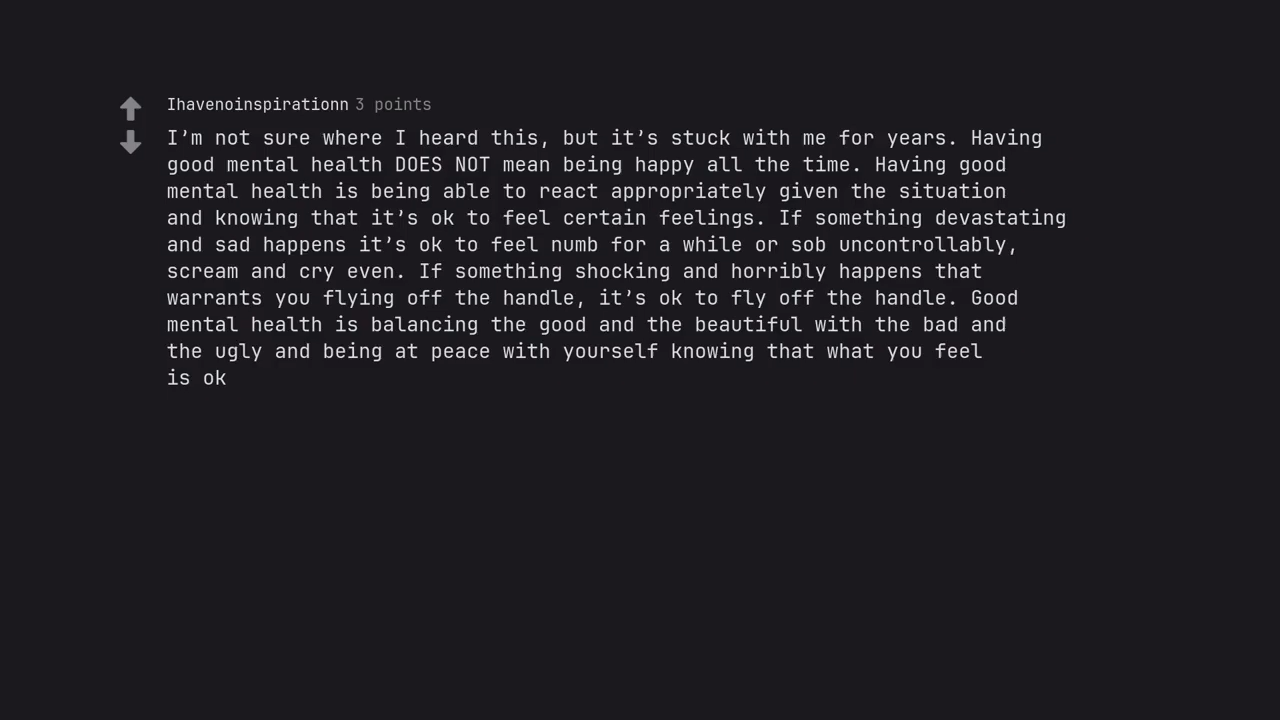 Ihavenoinspirationn 3 points
I’m not sure where I heard this, but it’s stuck with me for years. Having
good mental health DOES NOT mean being happy all the time. Having good
mental health is being able to react appropriately given the situation
and knowing that it’s ok to feel certain feelings. If something devastating
and sad happens it’s ok to feel numb for a while or sob uncontrollably,
scream and cry even. If something shocking and horribly happens that
warrants you flying off the handle, it’s ok to fly off the handle. Good
mental health is balancing the good and the beautiful with the bad and
the ugly and being at peace with yourself knowing that what you feel
is ok